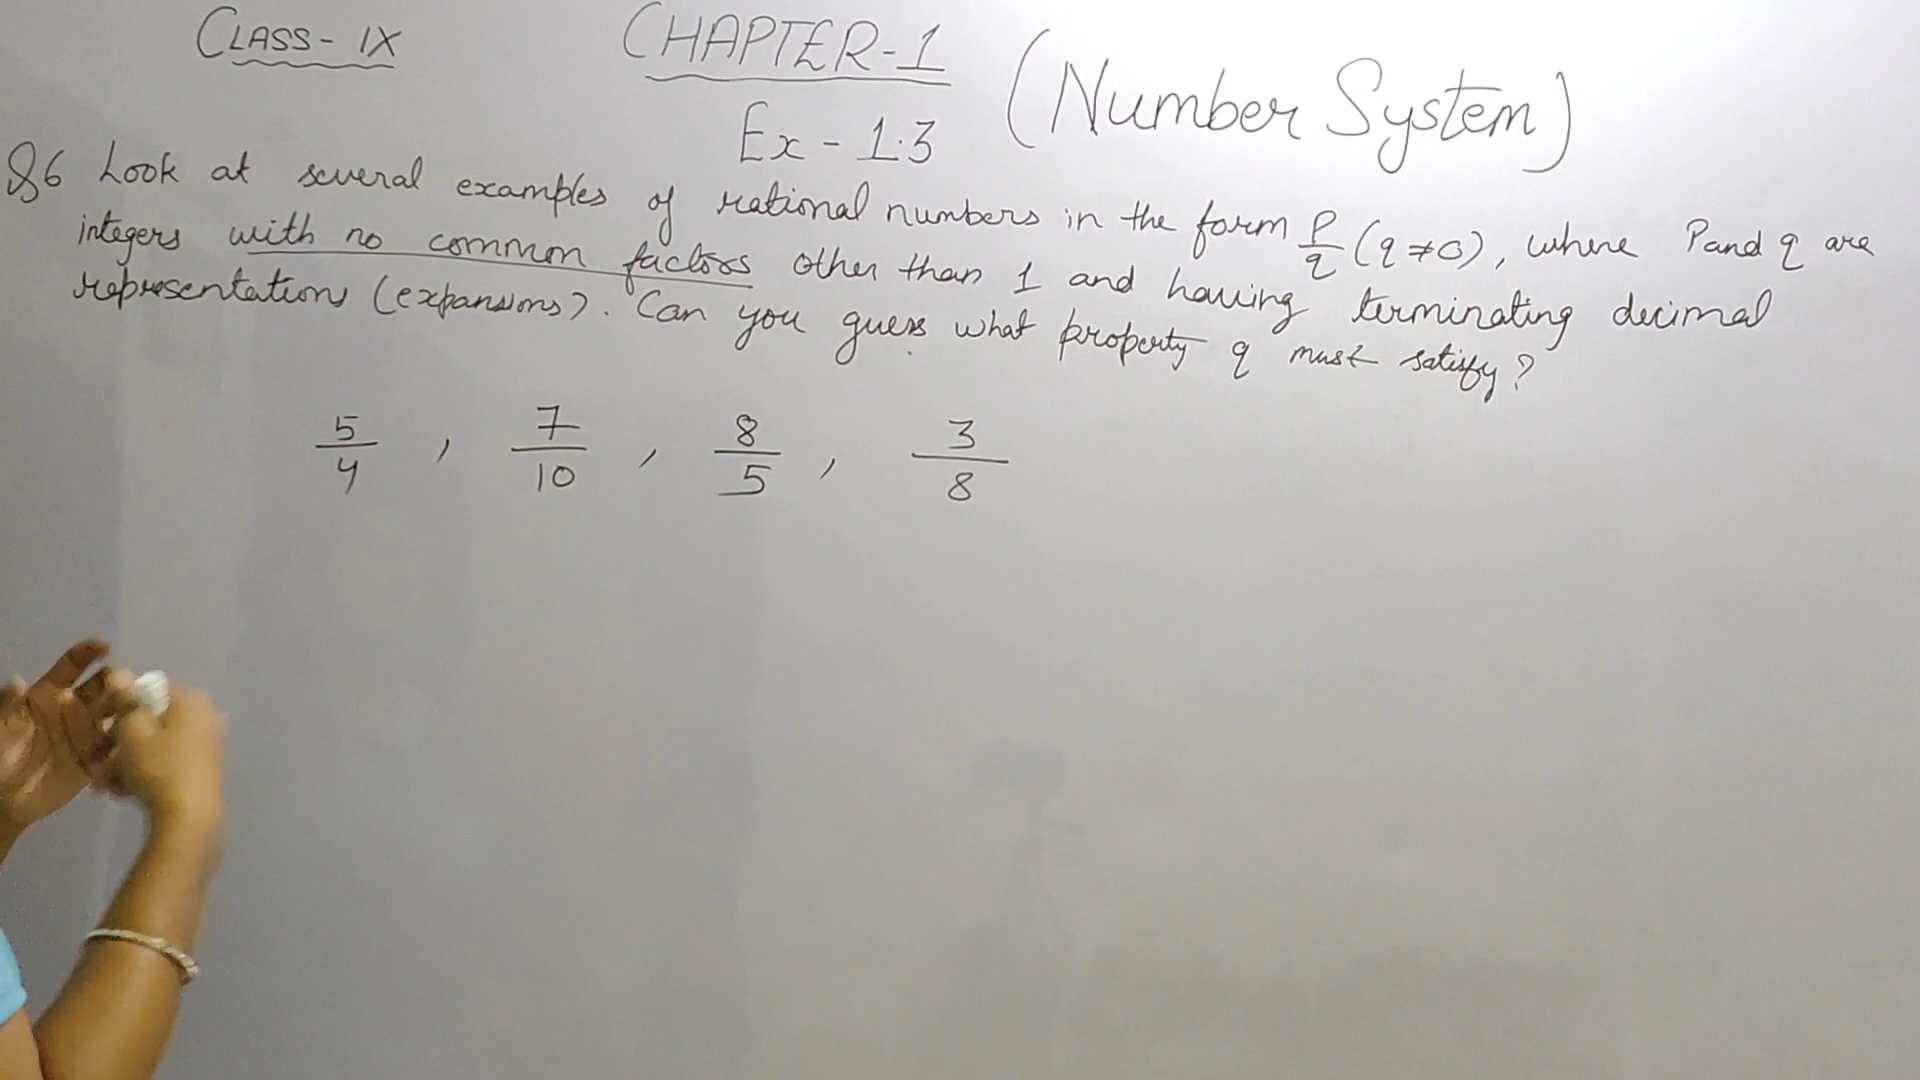 CLASS - IX
CHAPTER-1
(Number System)
Ex - 1.3
Q6 Look at several examples of rational numbers in the form p/q (q ≠ 0), where P and q are
integers with no common factors other than 1 and having terminating decimal
representations (expansions). Can you guess what property q must satisfy?
5/4 , 7/10 , 8/5 , 3/8